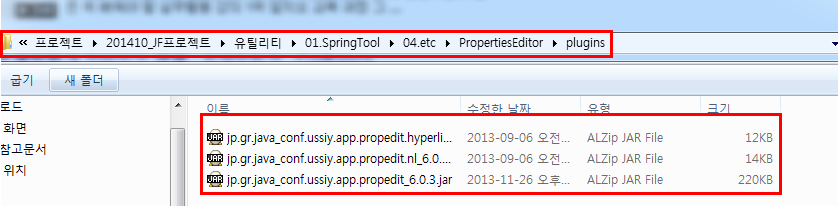 « 프로젝트 ▸ 201410_JF프로젝트 ▸ 유틸리티 ▸ 01.SpringTool ▸ 04.etc ▸ PropertiesEditor ▸ plugins
굽기 새 폴더
이름 수정한 날짜 유형 크기
로드
화면
참고문서
위치
jp.gr.java_conf.ussiy.app.propedit.hyperli... 2013-09-06 오전... ALZip JAR File 12KB
jp.gr.java_conf.ussiy.app.propedit.nl_6.0.... 2013-09-06 오전... ALZip JAR File 14KB
jp.gr.java_conf.ussiy.app.propedit_6.0.3.jar 2013-11-26 오후... ALZip JAR File 220KB